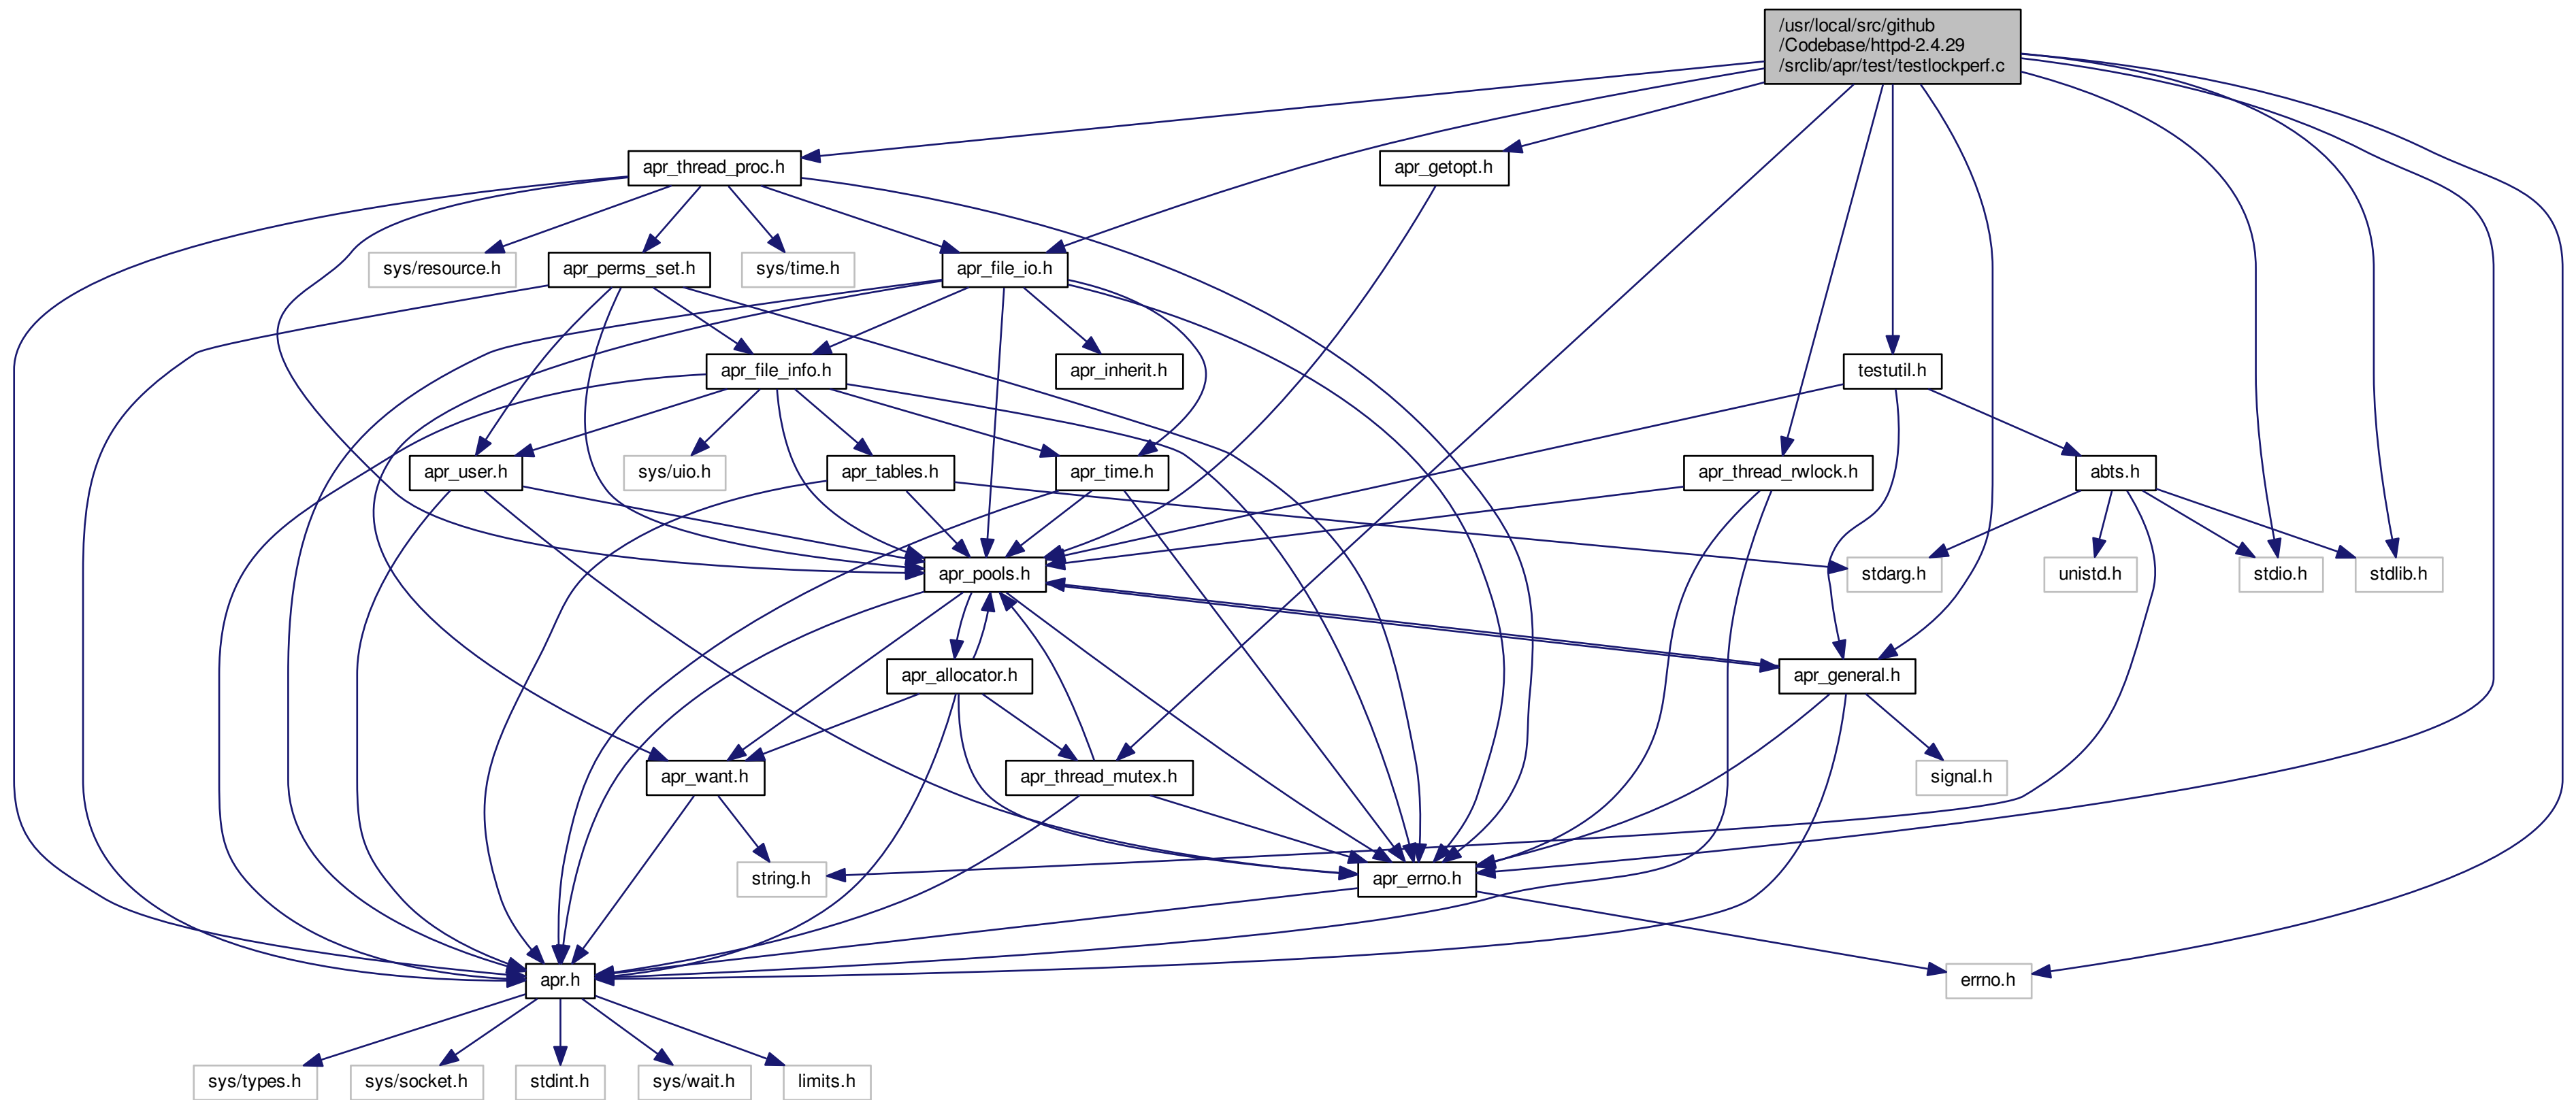 /usr/local/src/github
/Codebase/httpd-2.4.29
/srclib/apr/test/testlockperf.c
apr_thread_proc.h
apr_getopt.h
sys/resource.h
apr_perms_set.h
sys/time.h
apr_file_io.h
apr_file_info.h
apr_inherit.h
testutil.h
apr_user.h
sys/uio.h
apr_tables.h
apr_time.h
apr_thread_rwlock.h
abts.h
apr_pools.h
stdarg.h
unistd.h
stdio.h
stdlib.h
apr_allocator.h
apr_general.h
apr_want.h
apr_thread_mutex.h
signal.h
string.h
apr_errno.h
apr.h
errno.h
sys/types.h
sys/socket.h
stdint.h
sys/wait.h
limits.h